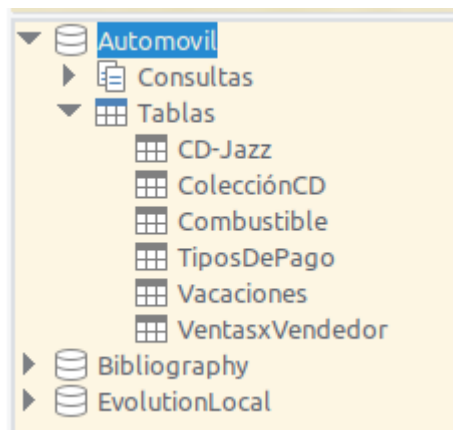 Automovil
Consultas
Tablas
CD-Jazz
ColecciónCD
Combustible
TiposDePago
Vacaciones
VentasxVendedor
Bibliography
EvolutionLocal